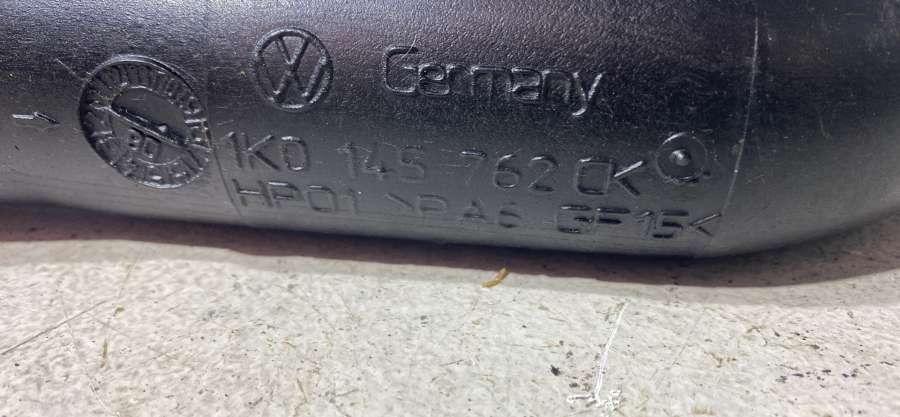 Germany
1K0 145 762 CK
HP01 >PA6 GF15<